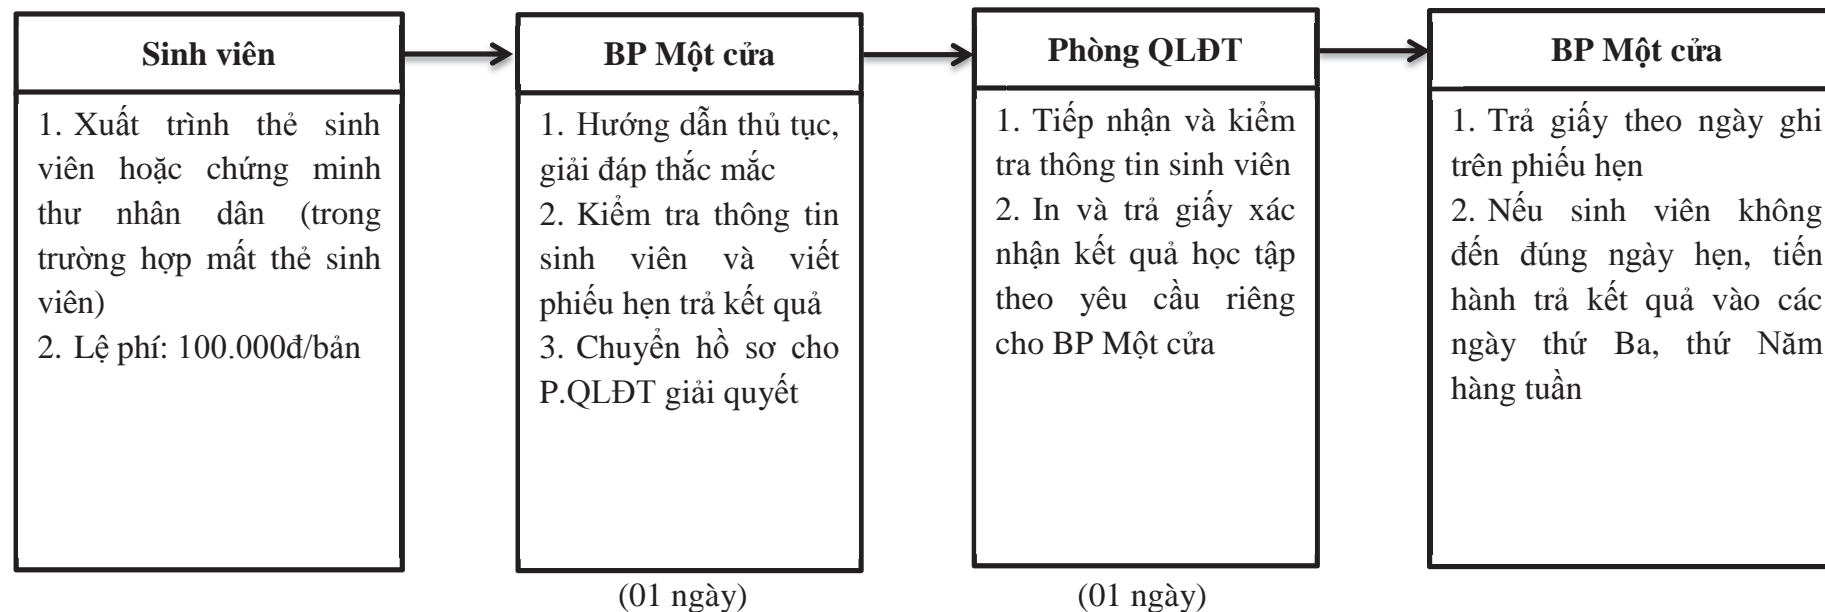 Sinh viên
1. Xuất trình thẻ sinh
viên hoặc chứng minh
thư nhân dân (trong
trường hợp mất thẻ sinh
viên)
2. Lệ phí: 100.000đ/bản
BP Một cửa
1. Hướng dẫn thủ tục,
giải đáp thắc mắc
2. Kiểm tra thông tin
sinh viên và viết
phiếu hẹn trả kết quả
3. Chuyển hồ sơ cho
P.QLĐT giải quyết
(01 ngày)
Phòng QLĐT
1. Tiếp nhận và kiểm
tra thông tin sinh viên
2. In và trả giấy xác
nhận kết quả học tập
theo yêu cầu riêng
cho BP Một cửa
(01 ngày)
BP Một cửa
1. Trả giấy theo ngày ghi
trên phiếu hẹn
2. Nếu sinh viên không
đến đúng ngày hẹn, tiến
hành trả kết quả vào các
ngày thứ Ba, thứ Năm
hàng tuần